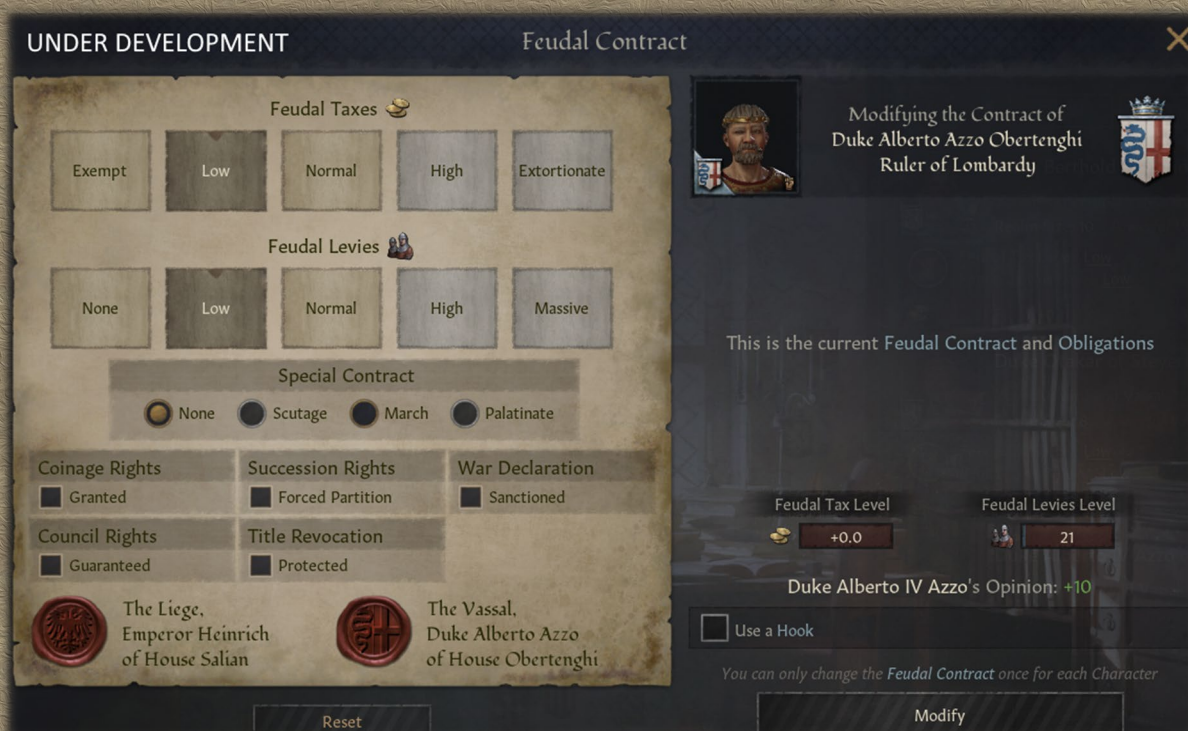 UNDER DEVELOPMENT
Feudal Contract
Feudal Taxes
Exempt
Low
Normal
High
Extortionate
Feudal Levies
None
Low
Normal
High
Massive
Special Contract
None
Scutage
March
Palatinate
Coinage Rights
Granted
Succession Rights
Forced Partition
War Declaration
Sanctioned
Council Rights
Guaranteed
Title Revocation
Protected
The Liege,
Emperor Heinrich
of House Salian
The Vassal,
Duke Alberto Azzo
of House Obertenghi
Reset
Modifying the Contract of
Duke Alberto Azzo Obertenghi
Ruler of Lombardy
This is the current Feudal Contract and Obligations
Feudal Tax Level
+0.0
Feudal Levies Level
21
Duke Alberto IV Azzo's Opinion: +10
Use a Hook
You can only change the Feudal Contract once for each Character
Modify